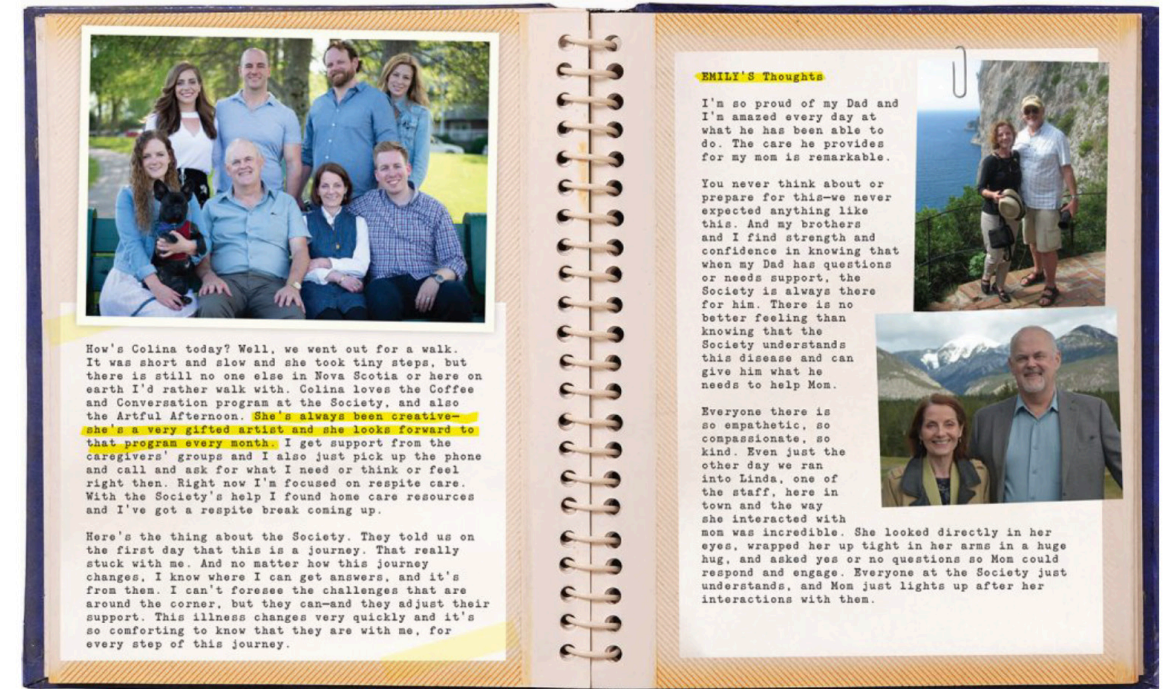 How's Colina today? Well, we went out for a walk.
It was short and slow and she took tiny steps, but
there is still no one else in Nova Scotia or here on
earth I'd rather walk with. Colina loves the Coffee
and Conversation program at the Society, and also
the Artful Afternoon. She's always been creative—
she's a very gifted artist and she looks forward to
that program every month. I get support from the
caregivers' groups and I also just pick up the phone
and call and ask for what I need or think or feel
right then. Right now I'm focused on respite care.
With the Society's help I found home care resources
and I've got a respite break coming up.
Here's the thing about the Society. They told us on
the first day that this is a journey. That really
stuck with me. And no matter how this journey
changes, I know where I can get answers, and it's
from them. I can't foresee the challenges that are
around the corner, but they can—and they adjust their
support. This illness changes very quickly and it's
so comforting to know that they are with me, for
every step of this journey.
EMILY'S Thoughts
I'm so proud of my Dad and
I'm amazed every day at
what he has been able to
do. The care he provides
for my mom is remarkable.
You never think about or
prepare for this—we never
expected anything like
this. And my brothers
and I find strength and
confidence in knowing that
when my Dad has questions
or needs support, the
Society is always there
for him. There is no
better feeling than
knowing that the
Society understands
this disease and can
give him what he
needs to help Mom.
Everyone there is
so empathetic, so
compassionate, so
kind. Even just the
other day we ran
into Linda, one of
the staff, here in
town and the way
she interacted with
mom was incredible. She looked directly in her
eyes, wrapped her up tight in her arms in a huge
hug, and asked yes or no questions so Mom could
respond and engage. Everyone at the Society just
understands, and Mom just lights up after her
interactions with them.